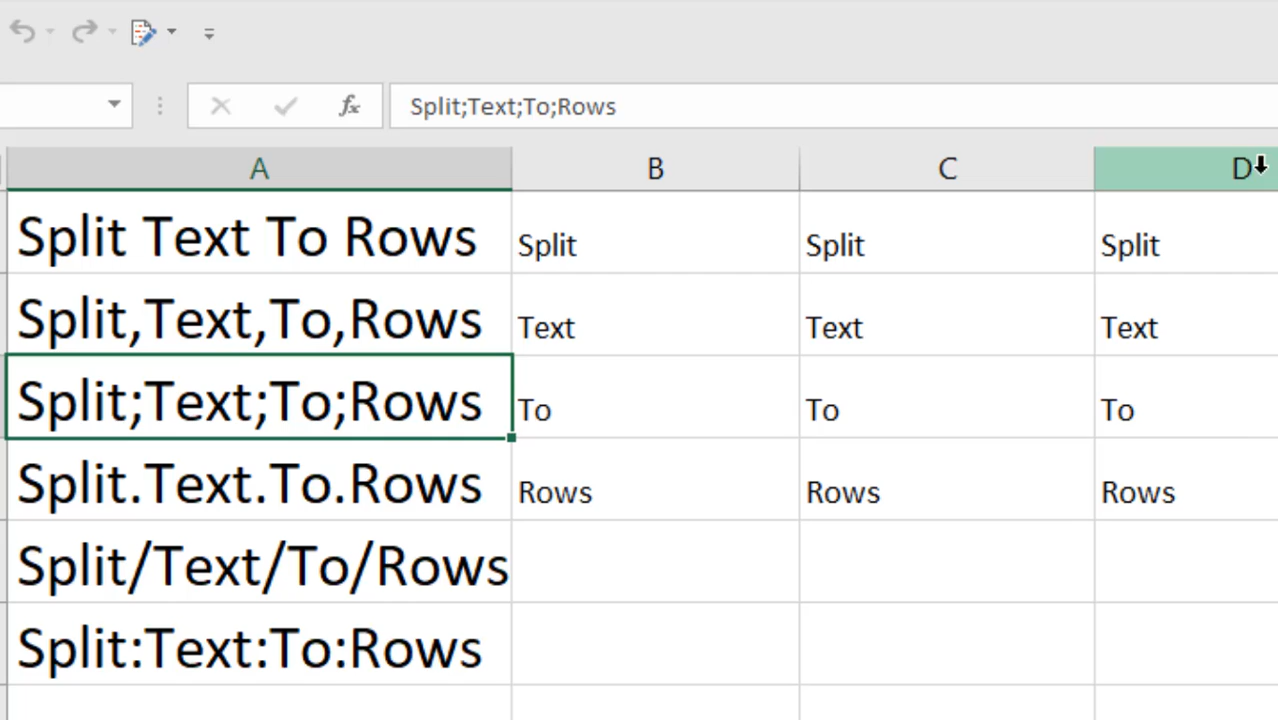 fx Split;Text;To;Rows
A B C D
Split Text To Rows Split Split Split
Split,Text,To,Rows Text Text Text
Split;Text;To;Rows To To To
Split.Text.To.Rows Rows Rows Rows
Split/Text/To/Rows
Split:Text:To:Rows